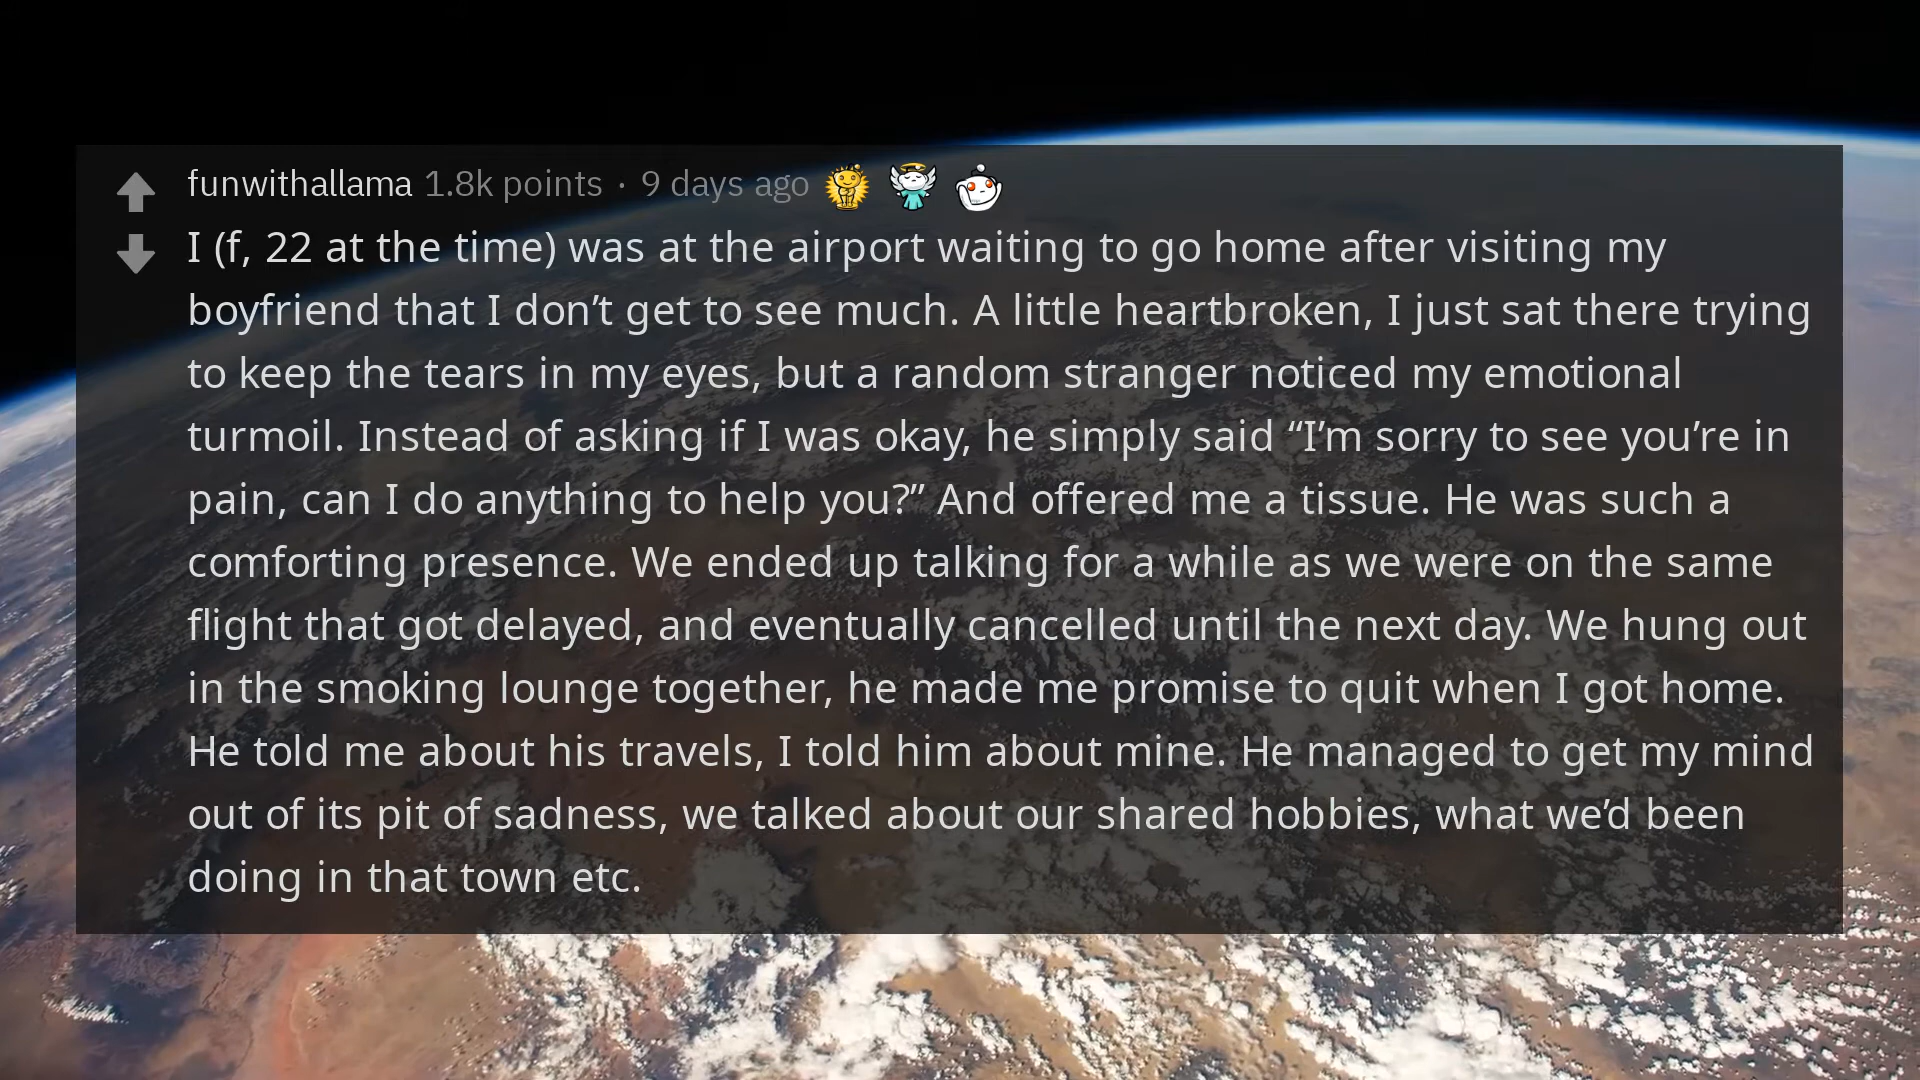 funwithallama 1.8k points · 9 days ago
I (f, 22 at the time) was at the airport waiting to go home after visiting my
boyfriend that I don’t get to see much. A little heartbroken, I just sat there trying
to keep the tears in my eyes, but a random stranger noticed my emotional
turmoil. Instead of asking if I was okay, he simply said “I’m sorry to see you’re in
pain, can I do anything to help you?” And offered me a tissue. He was such a
comforting presence. We ended up talking for a while as we were on the same
flight that got delayed, and eventually cancelled until the next day. We hung out
in the smoking lounge together, he made me promise to quit when I got home.
He told me about his travels, I told him about mine. He managed to get my mind
out of its pit of sadness, we talked about our shared hobbies, what we’d been
doing in that town etc.